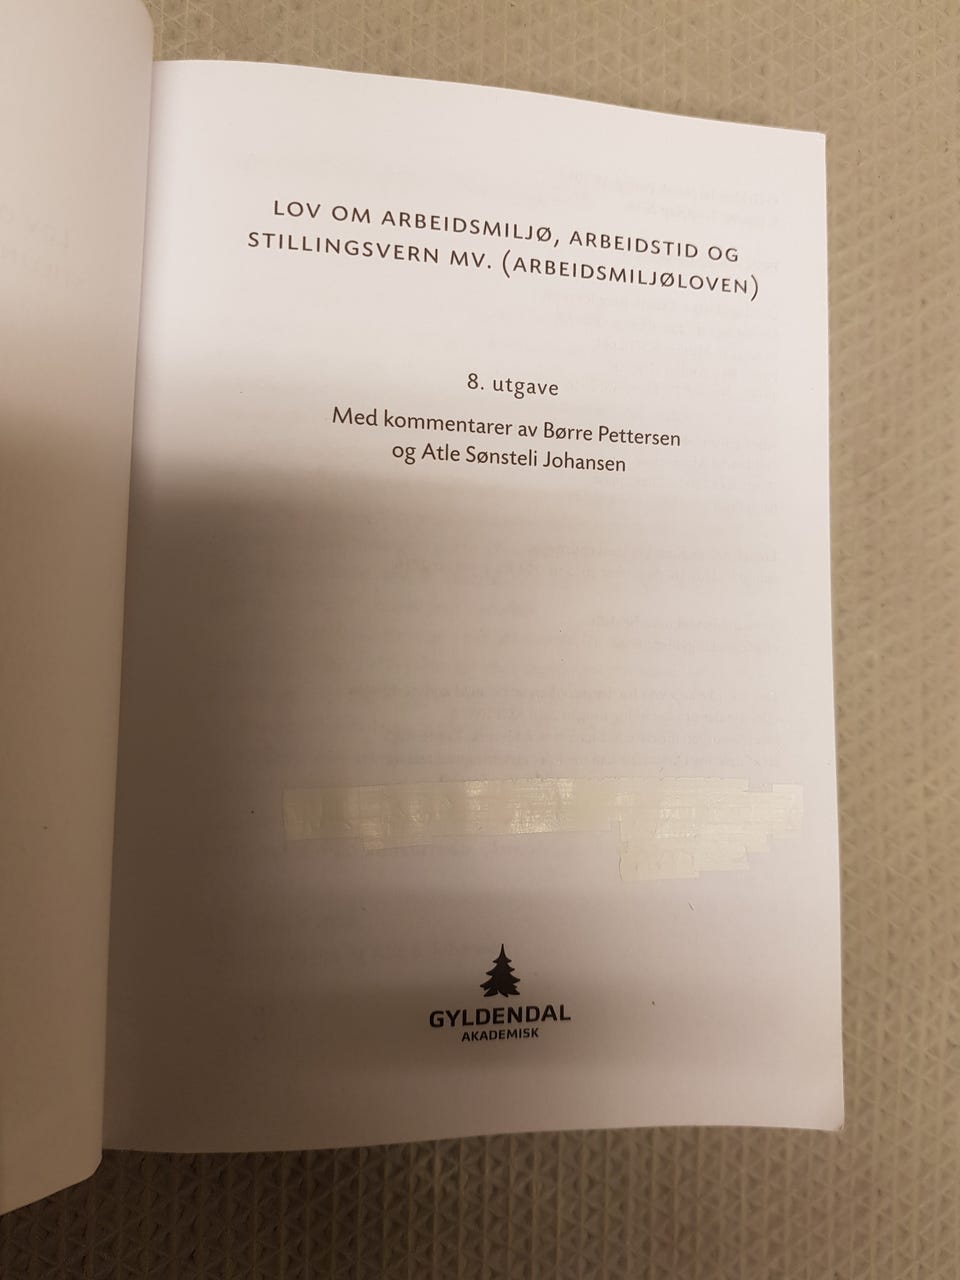 LOV OM ARBEIDSMILJØ, ARBEIDSTID OG
STILLINGSVERN MV. (ARBEIDSMILJØLOVEN)
8. utgave
Med kommentarer av Børre Pettersen
og Atle Sønsteli Johansen
GYLDENDAL
AKADEMISK